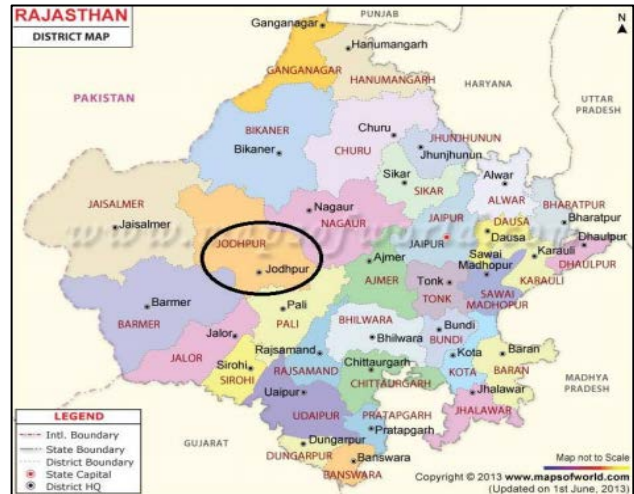 RAJASTHAN
DISTRICT MAP
PUNJAB
N
Ganganagar
Hanumangarh
GANGANAGAR
HANUMANGARH
HARYANA
PAKISTAN
UTTAR
PRADESH
BIKANER
Bikaner
Churu
CHURU
JHUNJHUNUN
Jhunjhunun
Sikar
SIKAR
Alwar
ALWAR
JAISALMER
Jaisalmer
Nagaur
NAGAUR
JAIPUR
JAIPUR
DAUSA
Dausa
BHARATPUR
Bharatpur
www.mapsofworld.com
JODHPUR
Jodhpur
Ajmer
AJMER
Tonk
TONK
Sawai
Madhopur
SAWAI
MADHOPUR
Karauli
KARAULI
Dhaulpur
DHAULPUR
Barmer
BARMER
Pali
PALI
Jalor
JALOR
BHILWARA
Bhilwara
Bundi
BUNDI
Rajsamand
RAJSAMAND
Sirohi
SIROHI
Chittaurgarh
CHITTAURGARH
Kota
KOTA
Baran
BARAN
Uaipur
UDAIPUR
PRATAPGARH
Pratapgarh
Jhalawar
JHALAWAR
MADHYA
PRADESH
GUJARAT
Dungarpur
DUNGARPUR
Banswara
BANSWARA
LEGEND
Intl. Boundary
State Boundary
District Boundary
State Capital
District HQ
Map not to Scale
Copyright © 2013 www.mapsofworld.com
(Updated on 1st June, 2013)